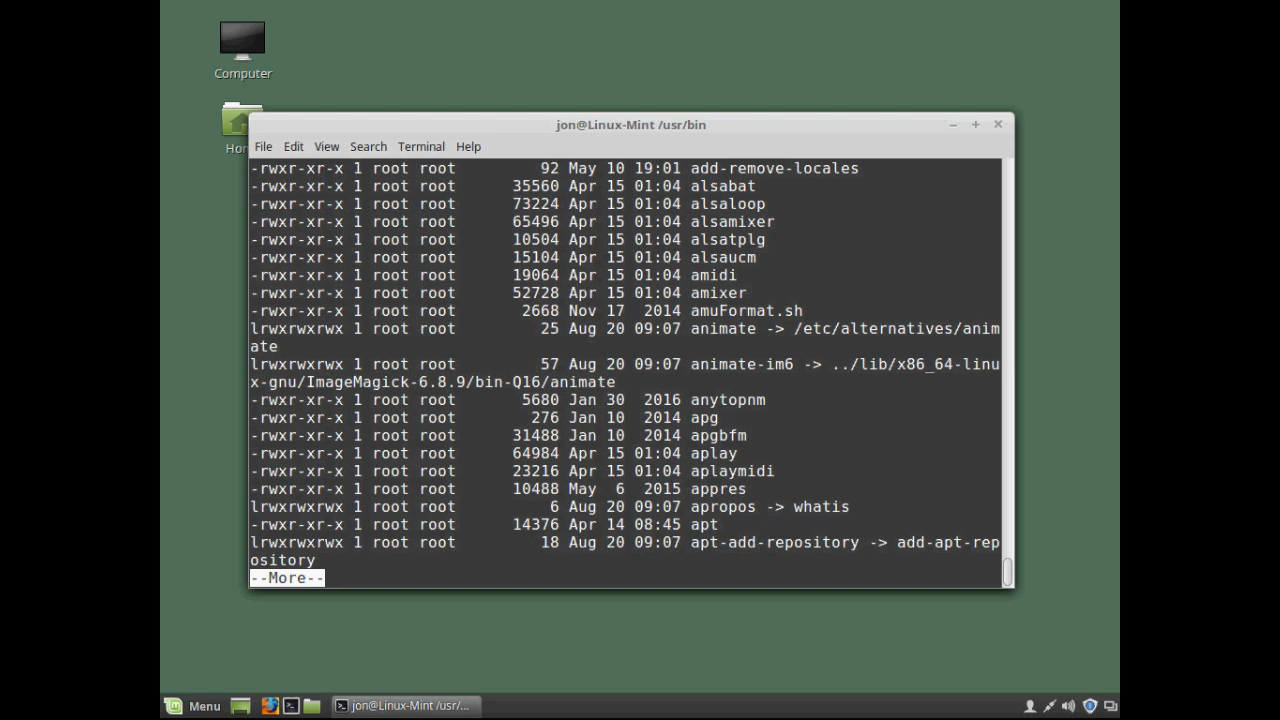 Computer
Hon
jon@Linux-Mint /usr/bin
File Edit View Search Terminal Help
-rwxr-xr-x 1 root root         92 May 10 19:01 add-remove-locales
-rwxr-xr-x 1 root root      35560 Apr 15 01:04 alsabat
-rwxr-xr-x 1 root root      73224 Apr 15 01:04 alsaloop
-rwxr-xr-x 1 root root      65496 Apr 15 01:04 alsamixer
-rwxr-xr-x 1 root root      10504 Apr 15 01:04 alsatplg
-rwxr-xr-x 1 root root      15104 Apr 15 01:04 alsaucm
-rwxr-xr-x 1 root root      19064 Apr 15 01:04 amidi
-rwxr-xr-x 1 root root      52728 Apr 15 01:04 amixer
-rwxr-xr-x 1 root root       2668 Nov 17  2014 amuFormat.sh
lrwxrwxrwx 1 root root         25 Aug 20 09:07 animate -> /etc/alternatives/anim
ate
lrwxrwxrwx 1 root root         57 Aug 20 09:07 animate-im6 -> ../lib/x86_64-linu
x-gnu/ImageMagick-6.8.9/bin-Q16/animate
-rwxr-xr-x 1 root root       5680 Jan 30  2016 anytopnm
-rwxr-xr-x 1 root root        276 Jan 10  2014 apg
-rwxr-xr-x 1 root root      31488 Jan 10  2014 apgbfm
-rwxr-xr-x 1 root root      64984 Apr 15 01:04 aplay
-rwxr-xr-x 1 root root      23216 Apr 15 01:04 aplaymidi
-rwxr-xr-x 1 root root      10488 May  6  2015 appres
lrwxrwxrwx 1 root root          6 Aug 20 09:07 apropos -> whatis
-rwxr-xr-x 1 root root      14376 Apr 14 08:45 apt
lrwxrwxrwx 1 root root         18 Aug 20 09:07 apt-add-repository -> add-apt-rep
ository
--More--
Menu
jon@Linux-Mint /usr/...